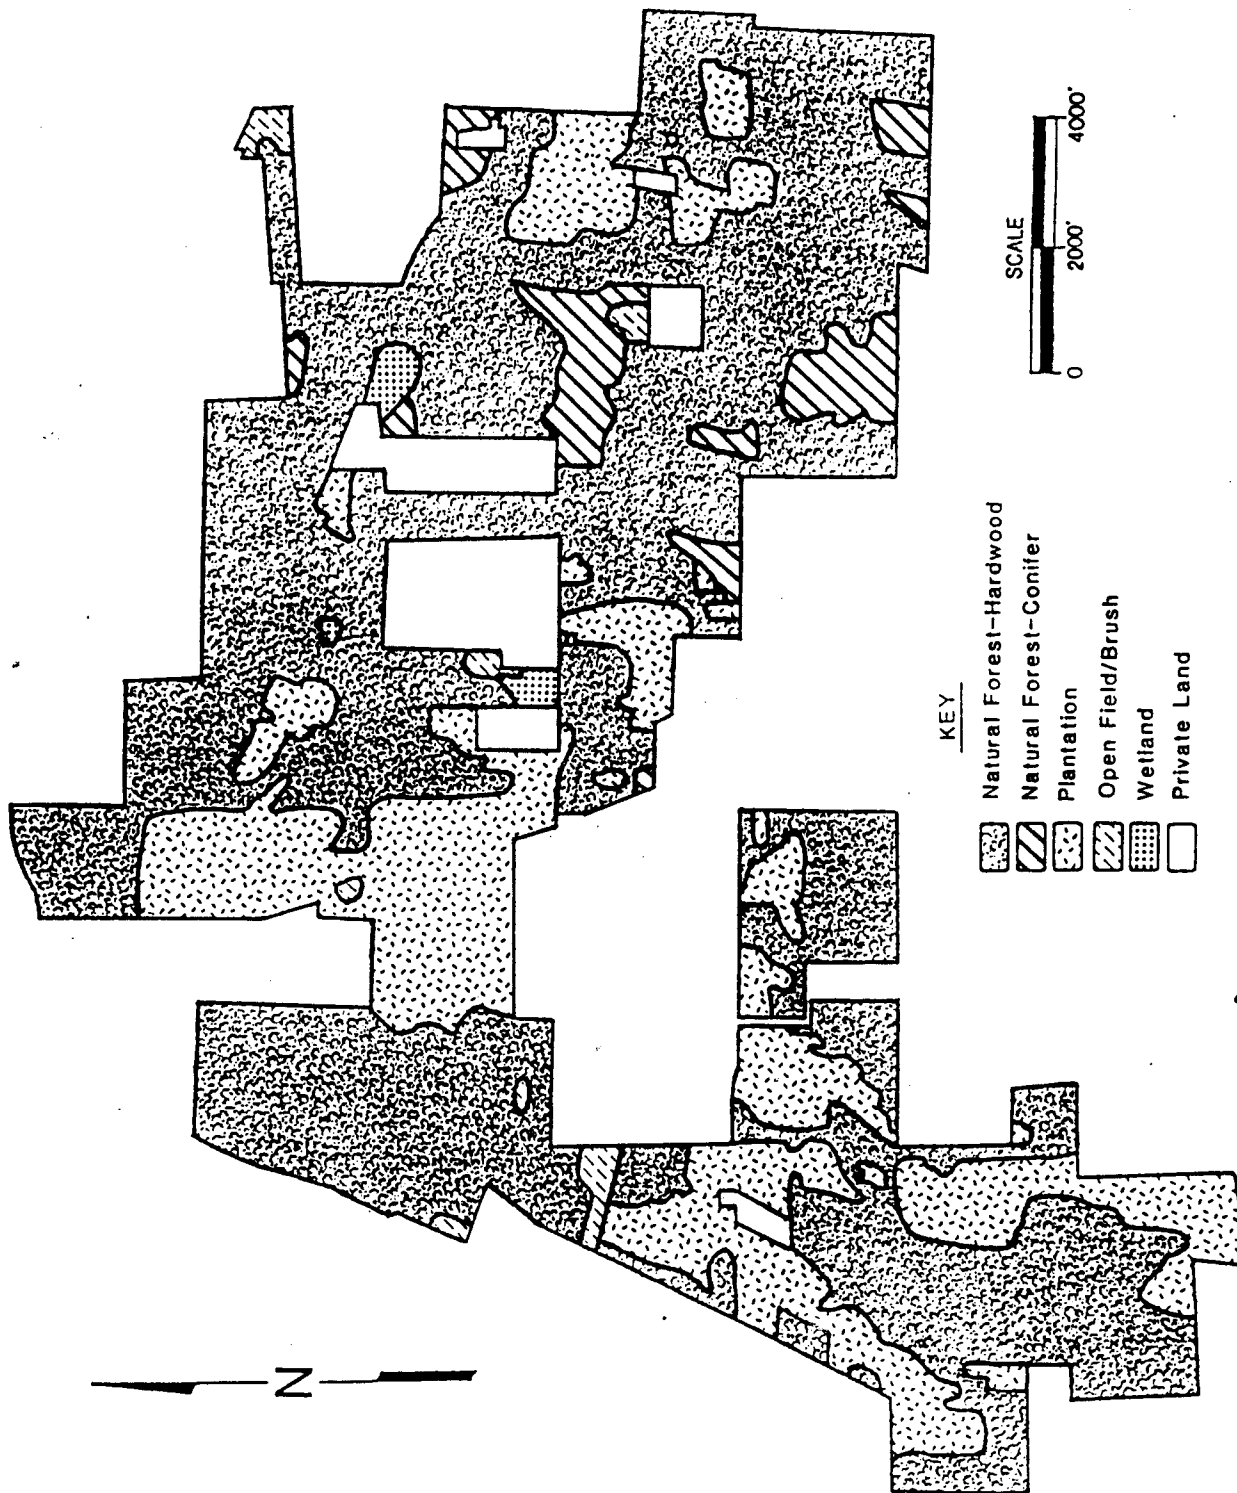 N
KEY
Natural Forest-Hardwood
Natural Forest-Conifer
Plantation
Open Field/Brush
Wetland
Private Land
SCALE
0 2000' 4000'